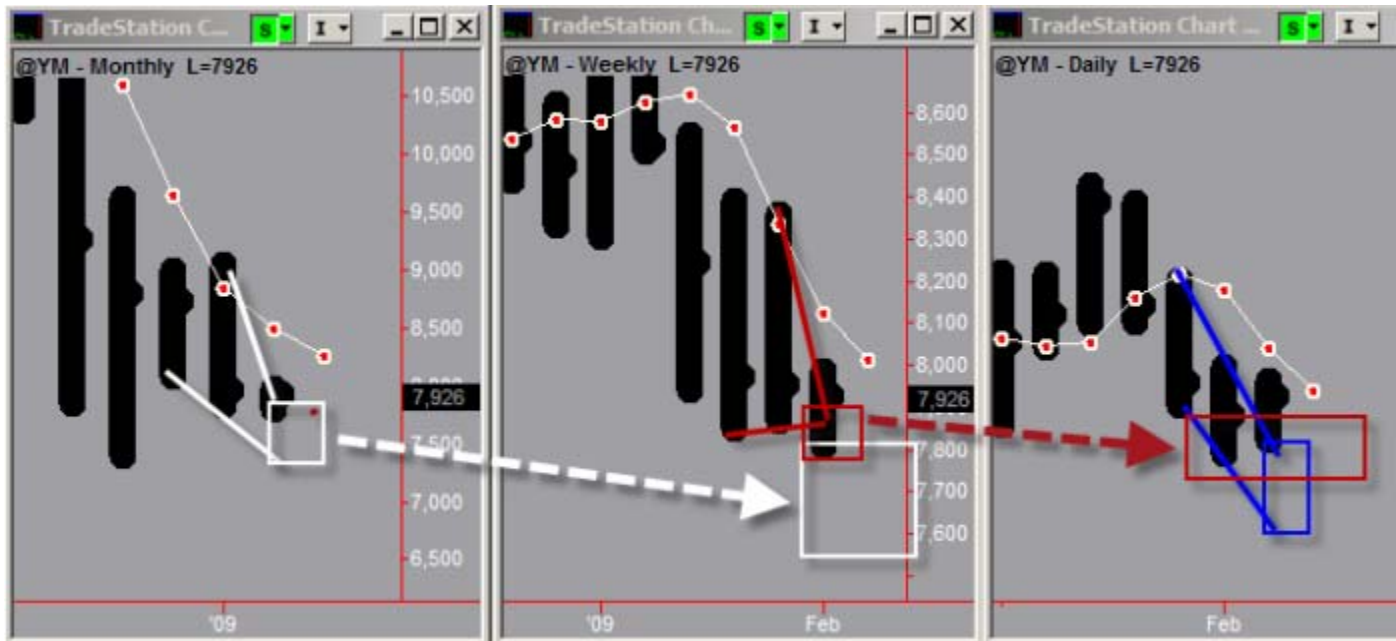 TradeStation C... S I
@YM - Monthly L=7926
10,500
10,000
9,500
9,000
8,500
7,926
7,500
7,000
6,500
'09
TradeStation Ch... S I
@YM - Weekly L=7926
8,600
8,500
8,400
8,300
8,200
8,100
8,000
7,926
7,800
7,700
7,600
'09 Feb
TradeStation Chart ... S I
@YM - Daily L=7926
Feb